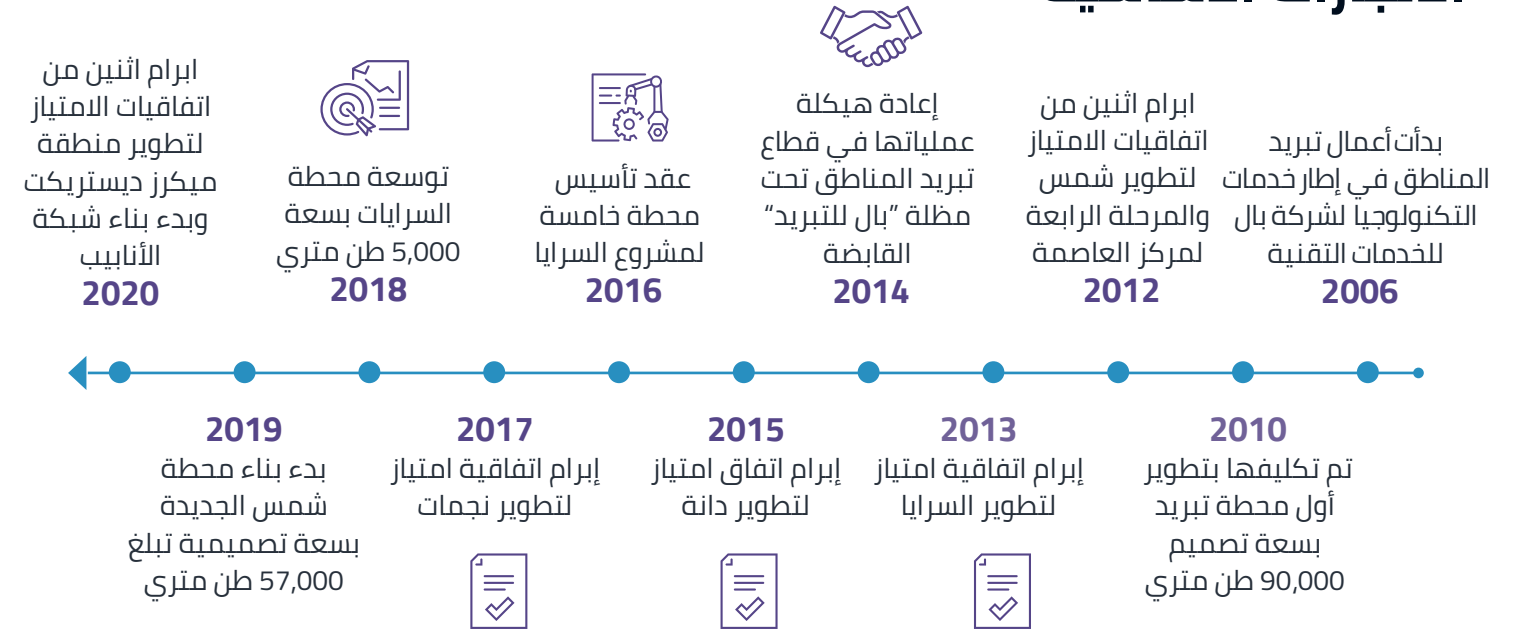 بدأت أعمال تبريد
المناطق في إطار خدمات
التكنولوجيا لشركة بال
للخدمات التقنية
2006
2010
تم تكليفها بتطوير
أول محطة تبريد
بسعة تصميم
90,000 طن متري
ابرام اثنين من
اتفاقيات الامتياز
لتطوير شمس
والمرحلة الرابعة
لمركز العاصمة
2012
2013
إبرام اتفاقية امتياز
لتطوير السرايا
إعادة هيكلة
عملياتها في قطاع
تبريد المناطق تحت
مظلة "بال للتبريد"
القابضة
2014
2015
إبرام اتفاق امتياز
لتطوير دانة
عقد تأسيس
محطة خامسة
لمشروع السرايا
2016
2017
إبرام اتفاقية امتياز
لتطوير نجمات
توسعة محطة
السرايات بسعة
5,000 طن متري
2018
2019
بدء بناء محطة
شمس الجديدة
بسعة تصميمية تبلغ
57,000 طن متري
ابرام اثنين من
اتفاقيات الامتياز
لتطوير منطقة
ميكرز ديستريكت
وبدء بناء شبكة
الأنابيب
2020